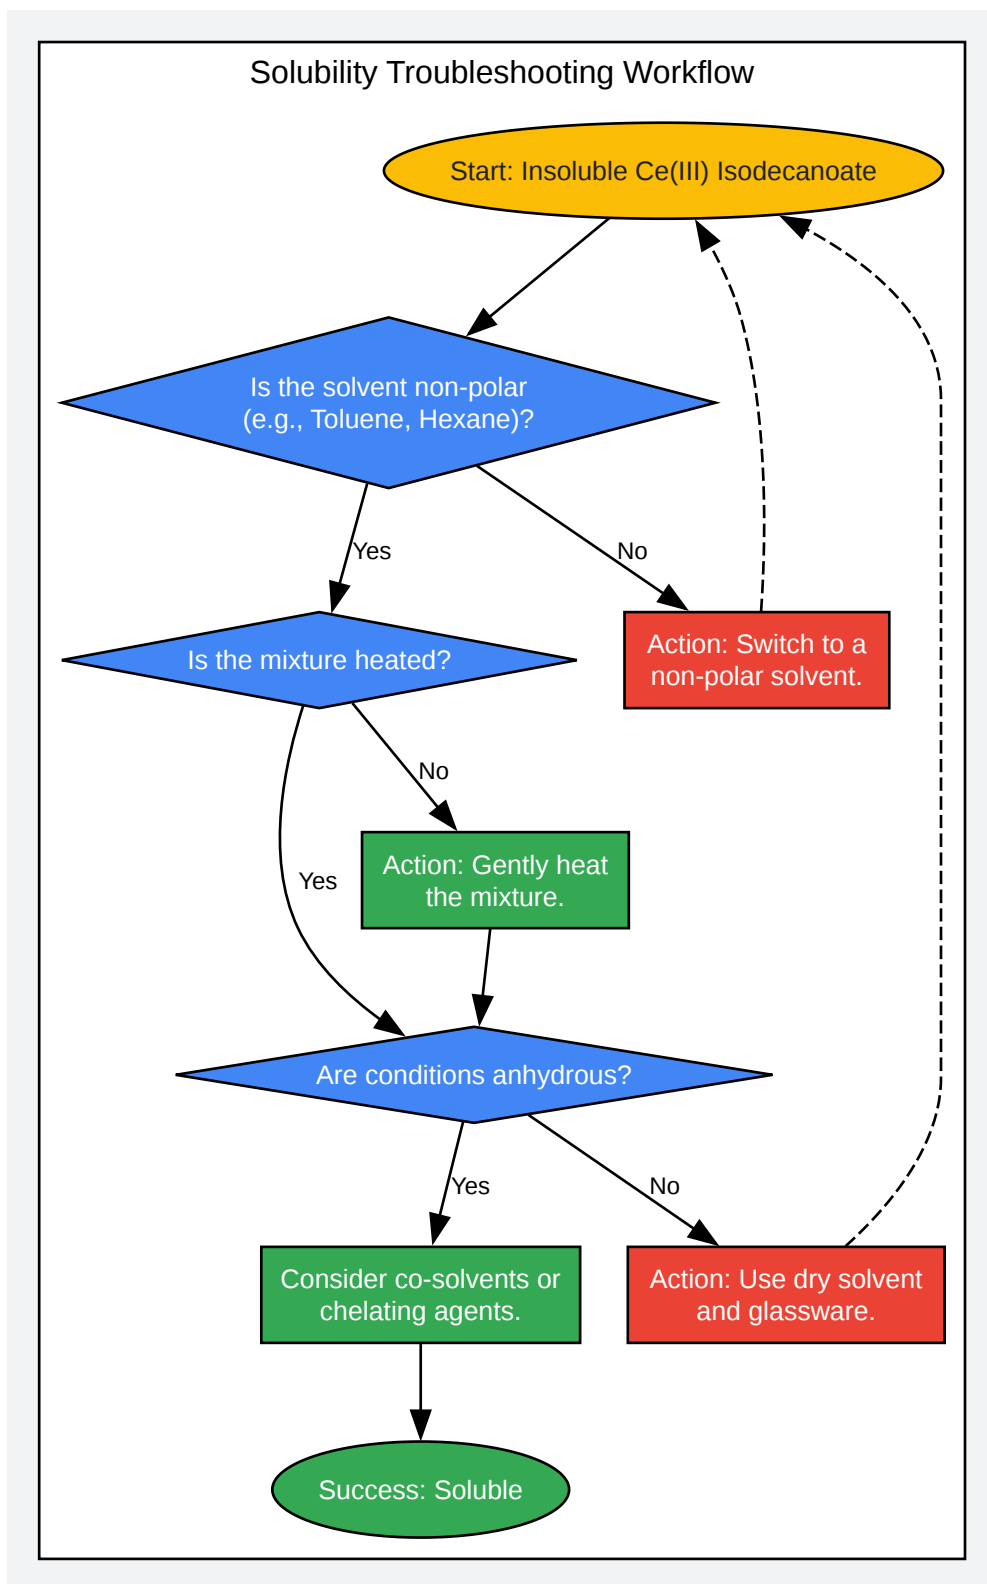 Solubility Troubleshooting Workflow
Start: Insoluble Ce(III) Isodecanoate
Is the solvent non-polar
(e.g., Toluene, Hexane)?
Yes
No
Is the mixture heated?
Action: Switch to a
non-polar solvent.
No
Yes
Action: Gently heat
the mixture.
Are conditions anhydrous?
Yes
No
Consider co-solvents or
chelating agents.
Action: Use dry solvent
and glassware.
Success: Soluble